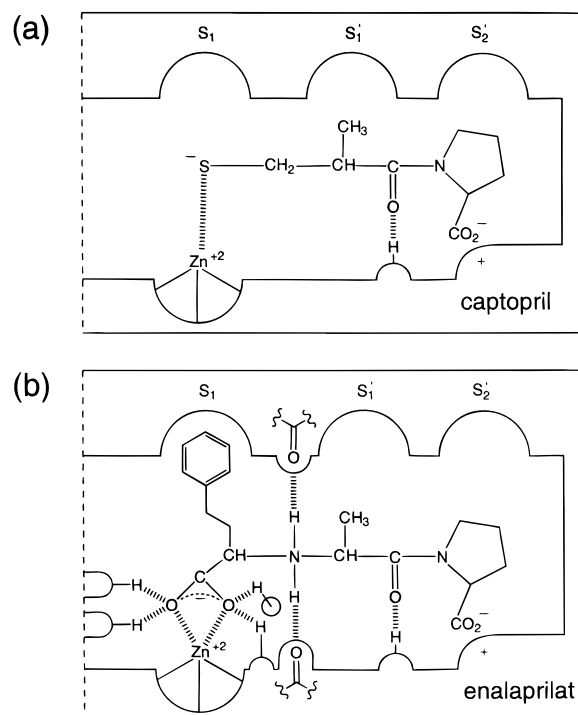 (a)
S₁ S₁' S₂'
CH₃
⁻S CH₂ CH C N
O
H
CO₂⁻
Zn⁺²
+
captopril
(b)
S₁ S₁' S₂'
O
H
CH₃
CH N CH C N
C
H H H O
O − O
H H H
CO₂⁻
Zn⁺²
O
+
enalaprilat